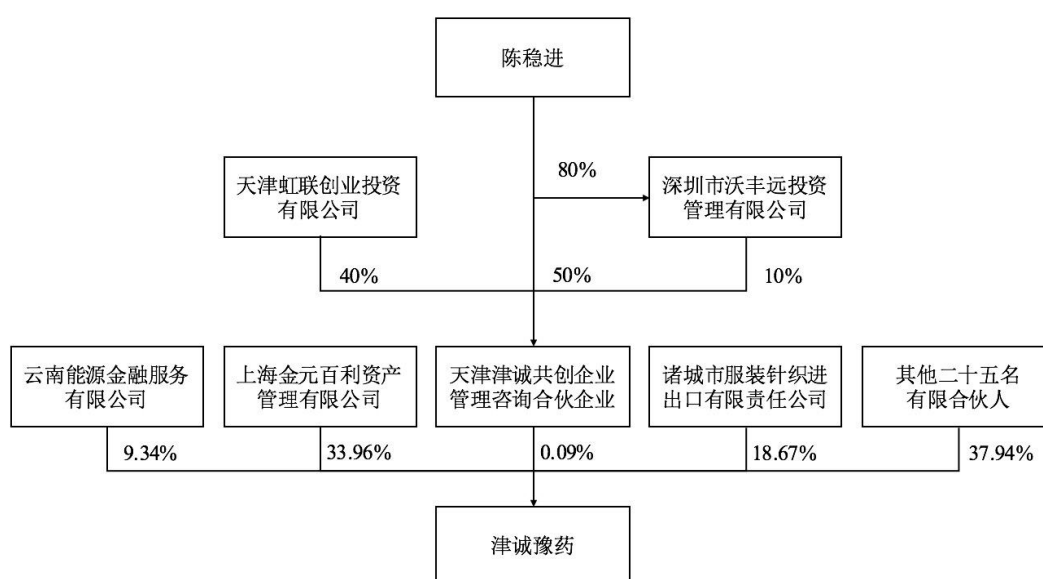 陈稳进
80%
天津虹联创业投资
有限公司
深圳市沃丰远投资
管理有限公司
40%
50%
10%
云南能源金融服务
有限公司
上海金元百利资产
管理有限公司
天津津诚共创企业
管理咨询合伙企业
诸城市服装针织进
出口有限责任公司
其他二十五名
有限合伙人
9.34%
33.96%
0.09%
18.67%
37.94%
津诚豫药